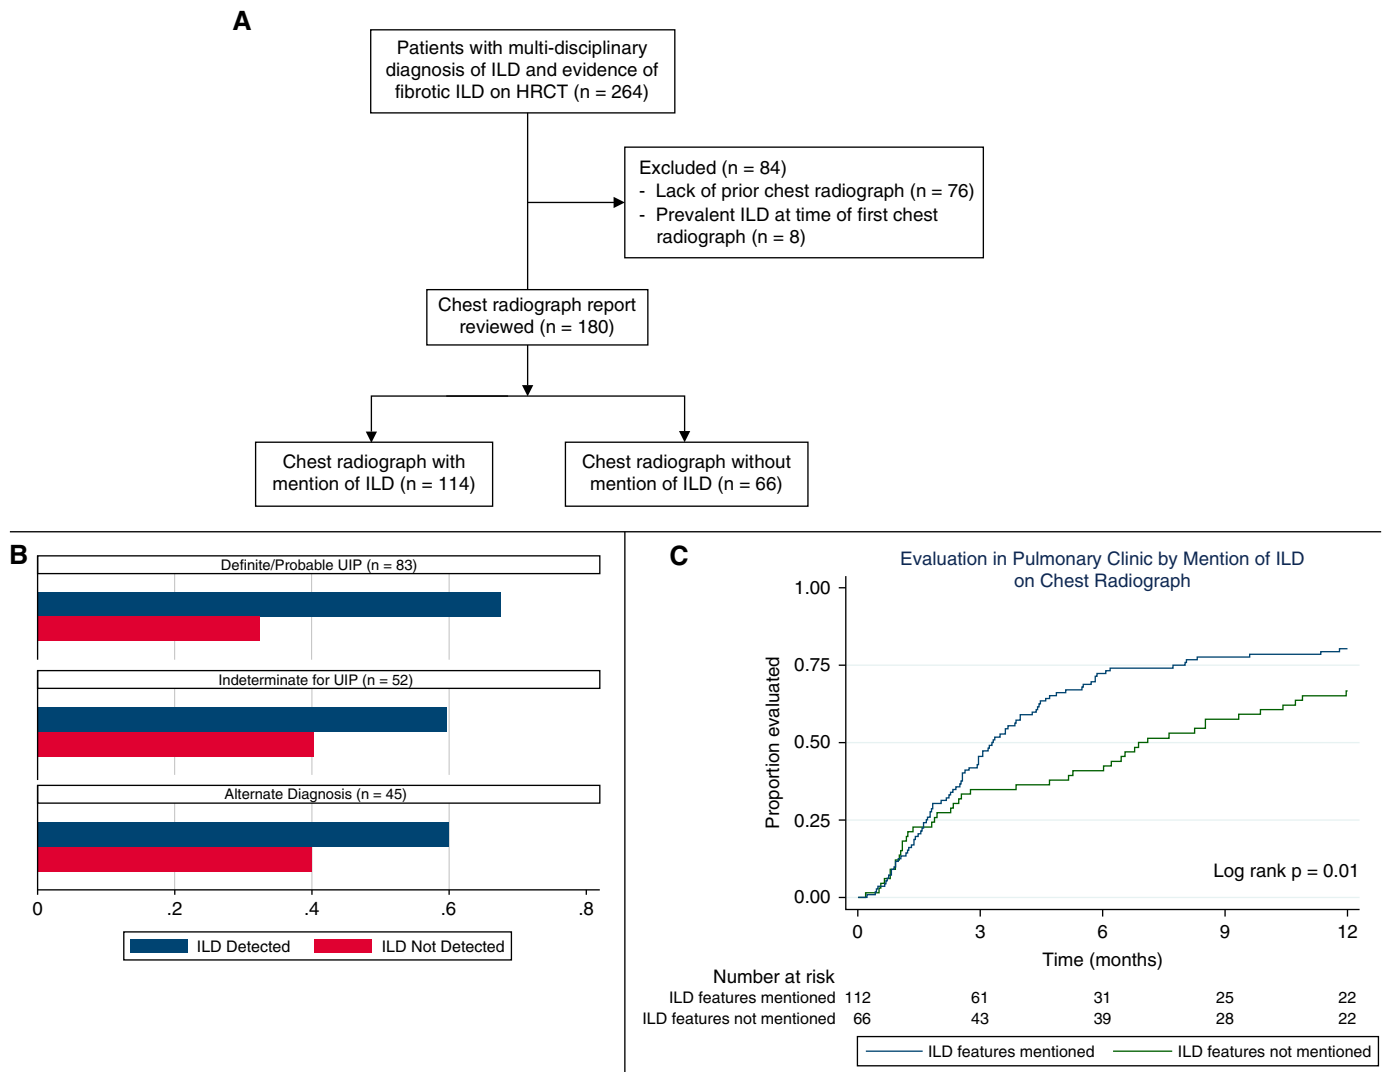 A
Patients with multi-disciplinary
diagnosis of ILD and evidence of
fibrotic ILD on HRCT (n = 264)
Excluded (n = 84)
- Lack of prior chest radiograph (n = 76)
- Prevalent ILD at time of first chest
radiograph (n = 8)
Chest radiograph report
reviewed (n = 180)
Chest radiograph with
mention of ILD (n = 114)
Chest radiograph without
mention of ILD (n = 66)
B
Definite/Probable UIP (n = 83)
Indeterminate for UIP (n = 52)
Alternate Diagnosis (n = 45)
0 .2 .4 .6 .8
ILD Detected ILD Not Detected
C
Evaluation in Pulmonary Clinic by Mention of ILD
on Chest Radiograph
Proportion evaluated
1.00
0.75
0.50
0.25
0.00
Log rank p = 0.01
0 3 6 9 12
Time (months)
Number at risk
ILD features mentioned 112 61 31 25 22
ILD features not mentioned 66 43 39 28 22
ILD features mentioned ILD features not mentioned